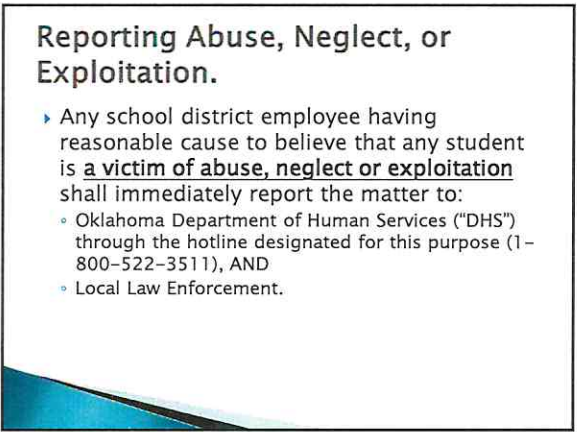 Reporting Abuse, Neglect, or
Exploitation.
Any school district employee having
reasonable cause to believe that any student
is a victim of abuse, neglect or exploitation
shall immediately report the matter to:
Oklahoma Department of Human Services (“DHS”)
through the hotline designated for this purpose (1-
800-522-3511), AND
Local Law Enforcement.